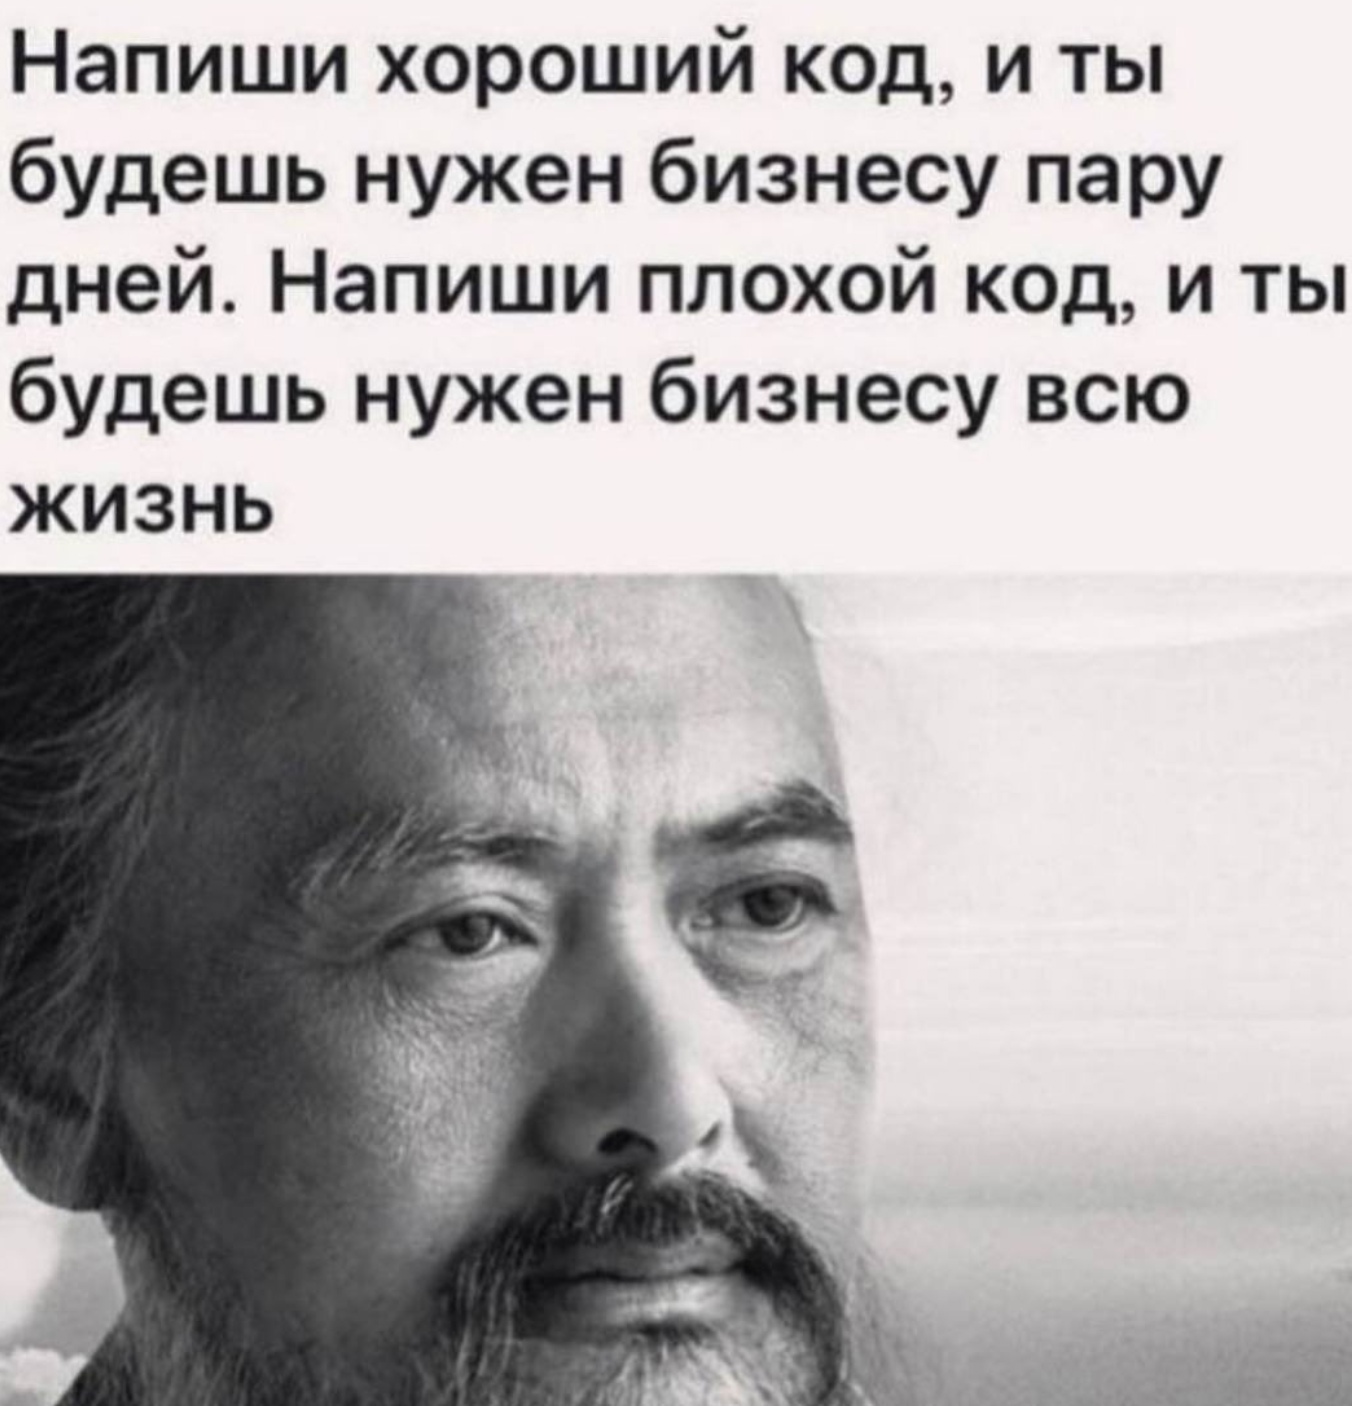 Напиши хороший код, и ты
будешь нужен бизнесу пару
дней. Напиши плохой код, и ты
будешь нужен бизнесу всю
жизнь